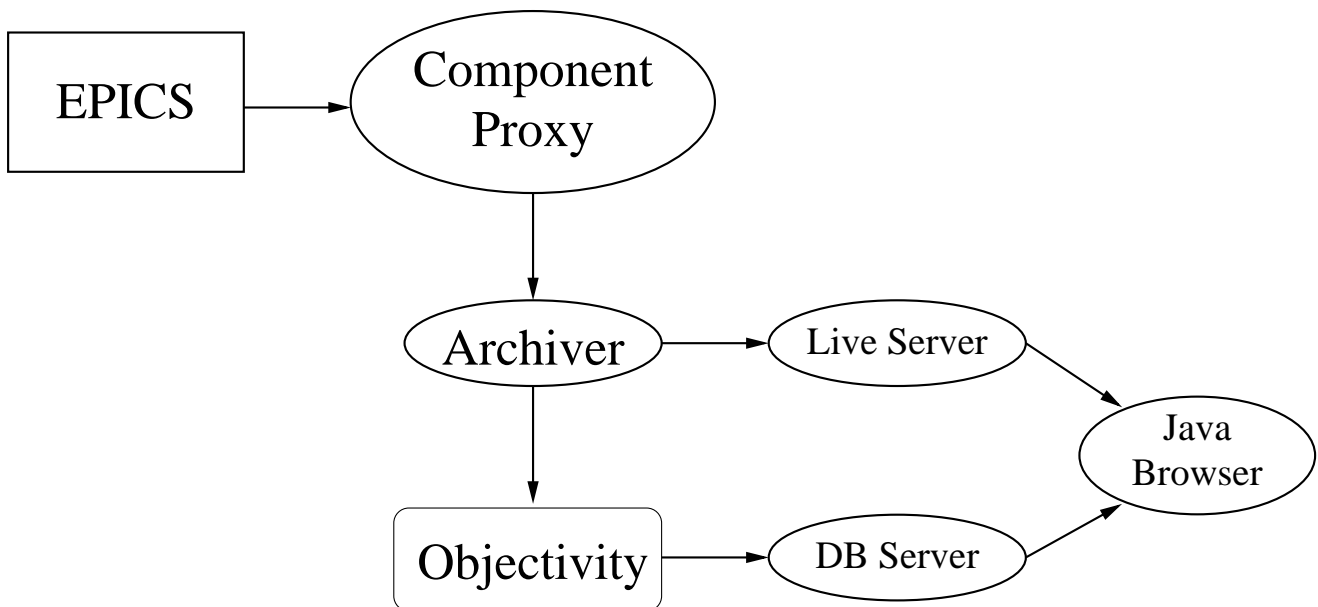 EPICS
Component
Proxy
Archiver
Live Server
Java
Browser
Objectivity
DB Server